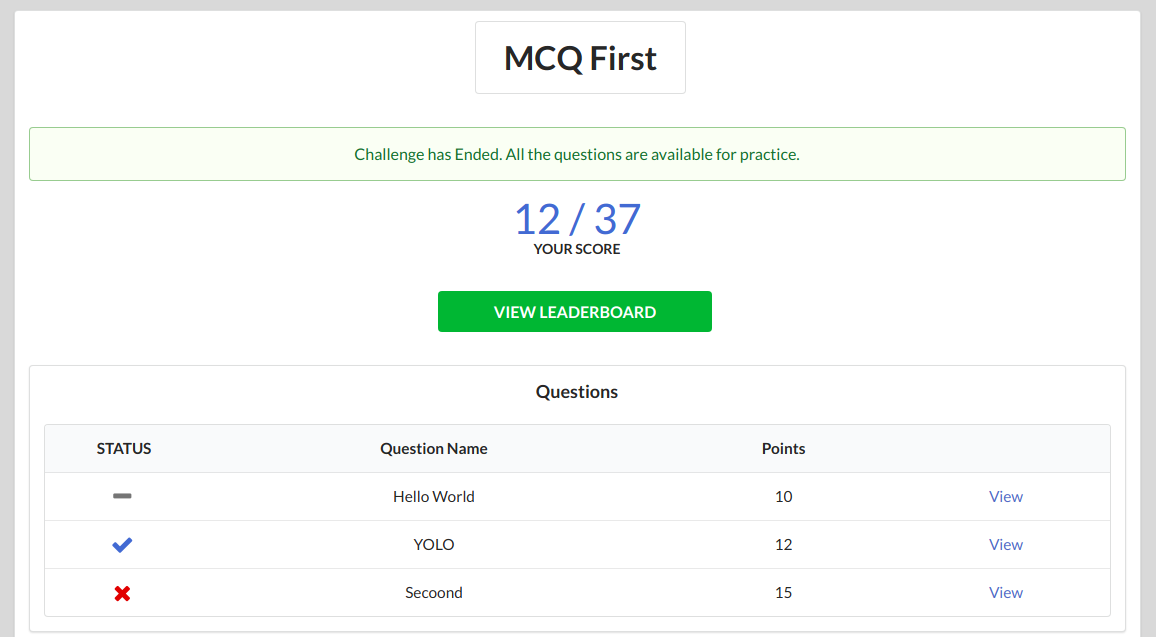 MCQ First
Challenge has Ended. All the questions are available for practice.
12 / 37
YOUR SCORE
VIEW LEADERBOARD
Questions
STATUS Question Name Points
Hello World 10 View
YOLO 12 View
Secoond 15 View